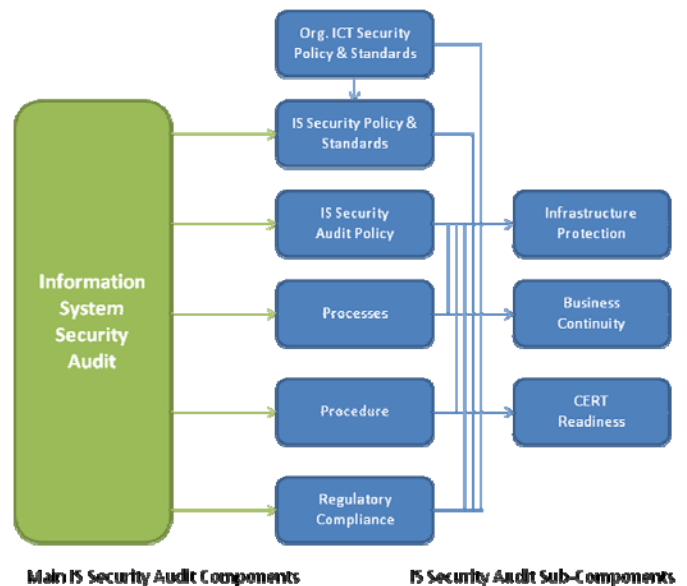 Org. ICT Security
Policy & Standards
IS Security Policy &
Standards
IS Security
Audit Policy
Infrastructure
Protection
Information
System
Security
Audit
Processes
Business
Continuity
Procedure
CERT
Readiness
Regulatory
Compliance
Main IS Security Audit Components
IS Security Audit Sub-Components